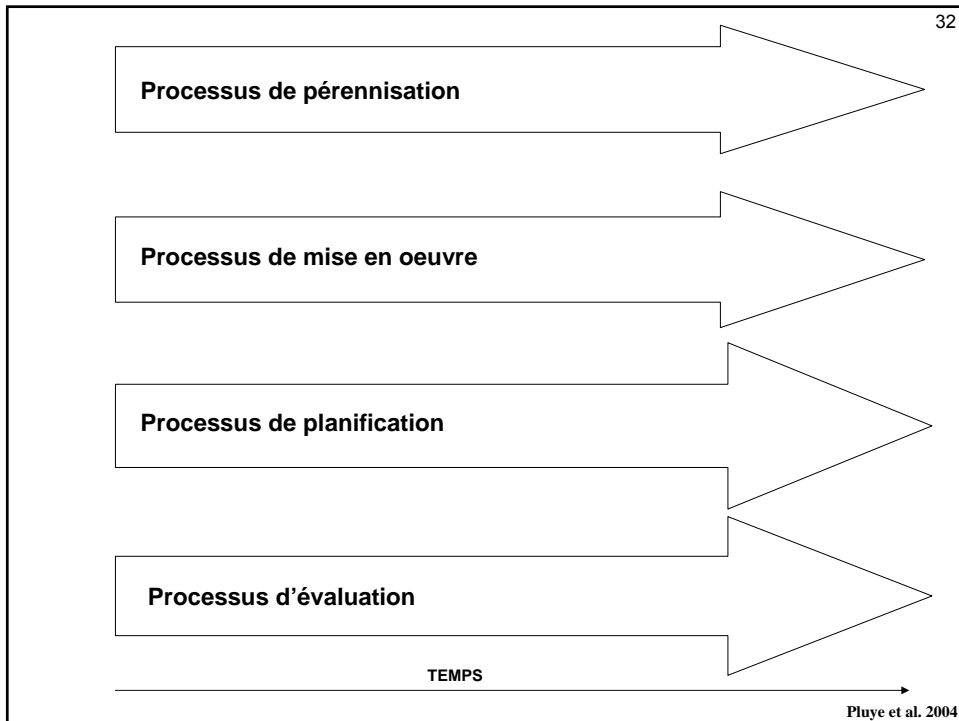 32
Processus de pérennisation
Processus de mise en oeuvre
Processus de planification
Processus d’évaluation
TEMPS
Pluye et al. 2004